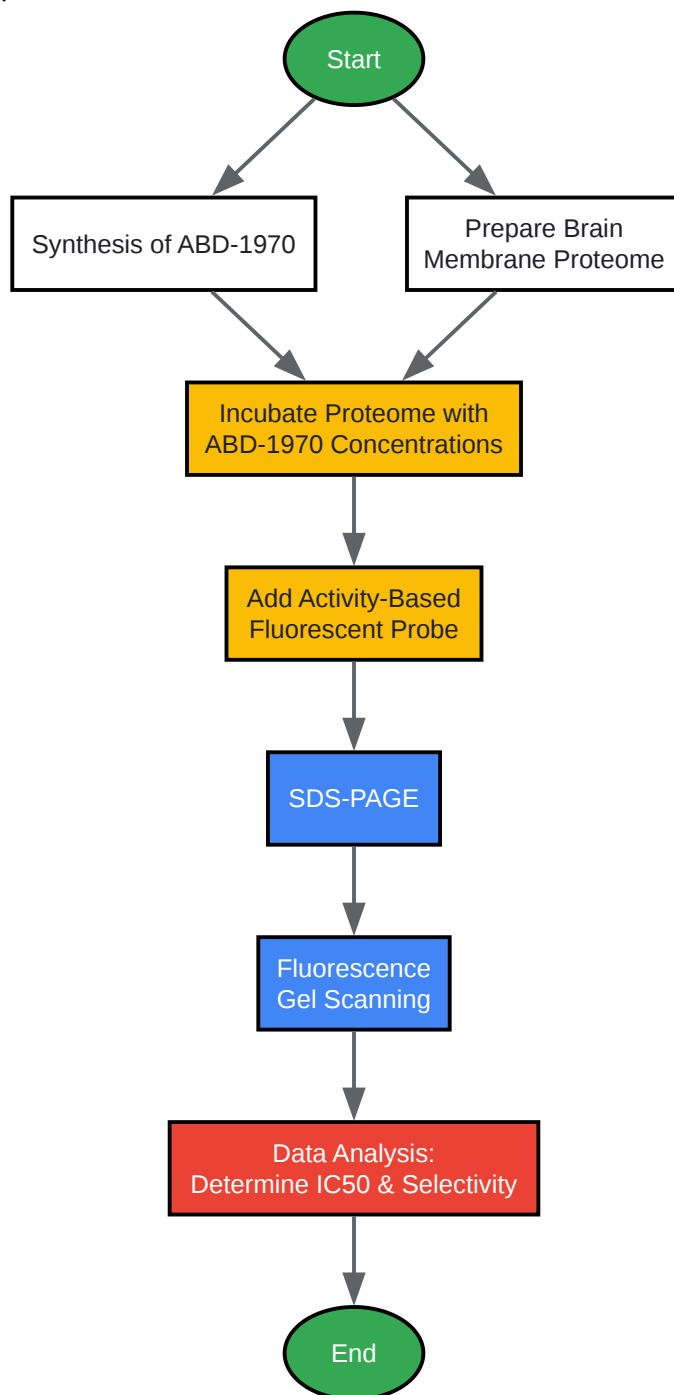 Start
Synthesis of ABD-1970
Prepare Brain
Membrane Proteome
Incubate Proteome with
ABD-1970 Concentrations
Add Activity-Based
Fluorescent Probe
SDS-PAGE
Fluorescence
Gel Scanning
Data Analysis:
Determine IC50 & Selectivity
End